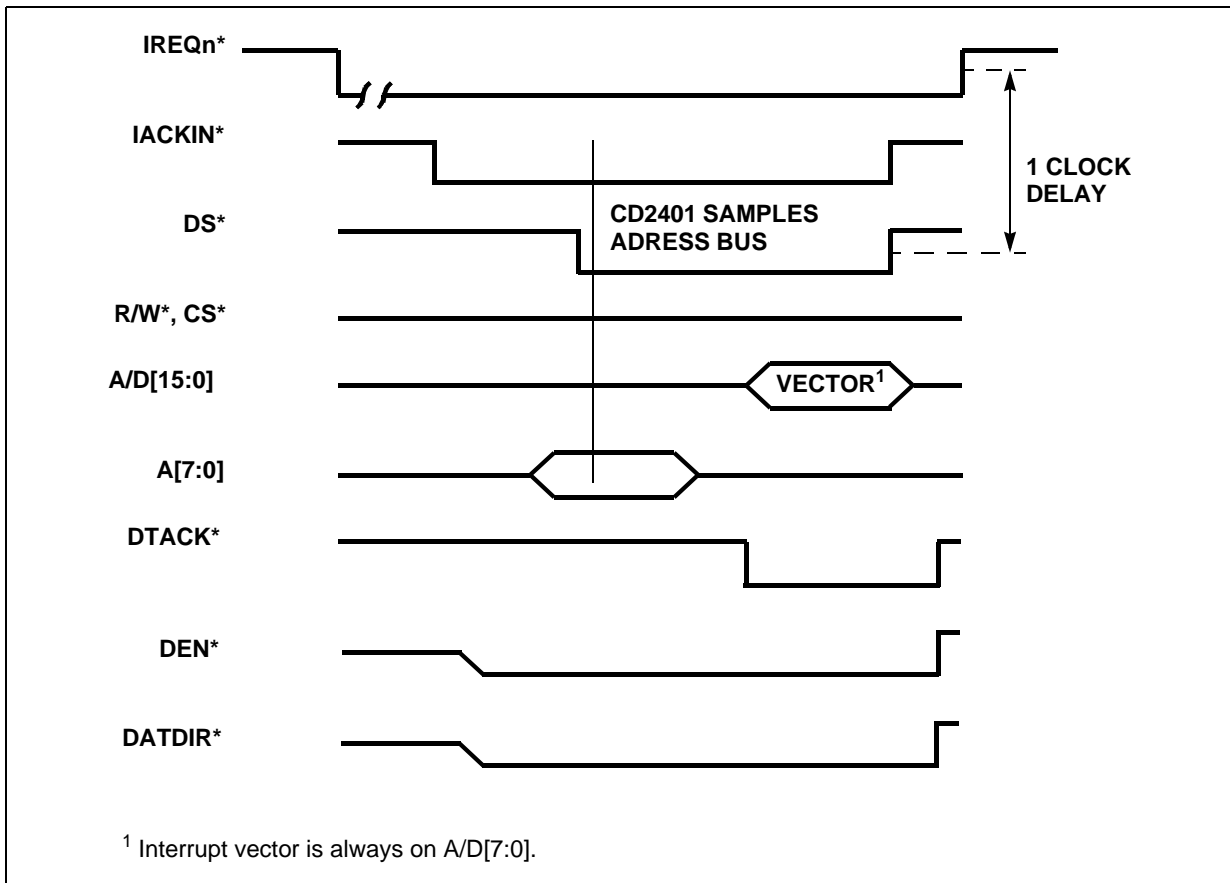 IREQn*
IACKIN*
1 CLOCK
DELAY
CD2401 SAMPLES
ADRESS BUS
DS*
R/W*, CS*
A/D[15:0]
VECTOR1
A[7:0]
DTACK*
DEN*
DATDIR*
1 Interrupt vector is always on A/D[7:0].